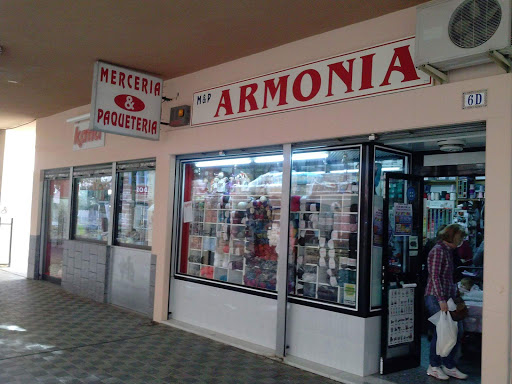 MERCERIA
&
PAQUETERIA
M&P ARMONIA
6D